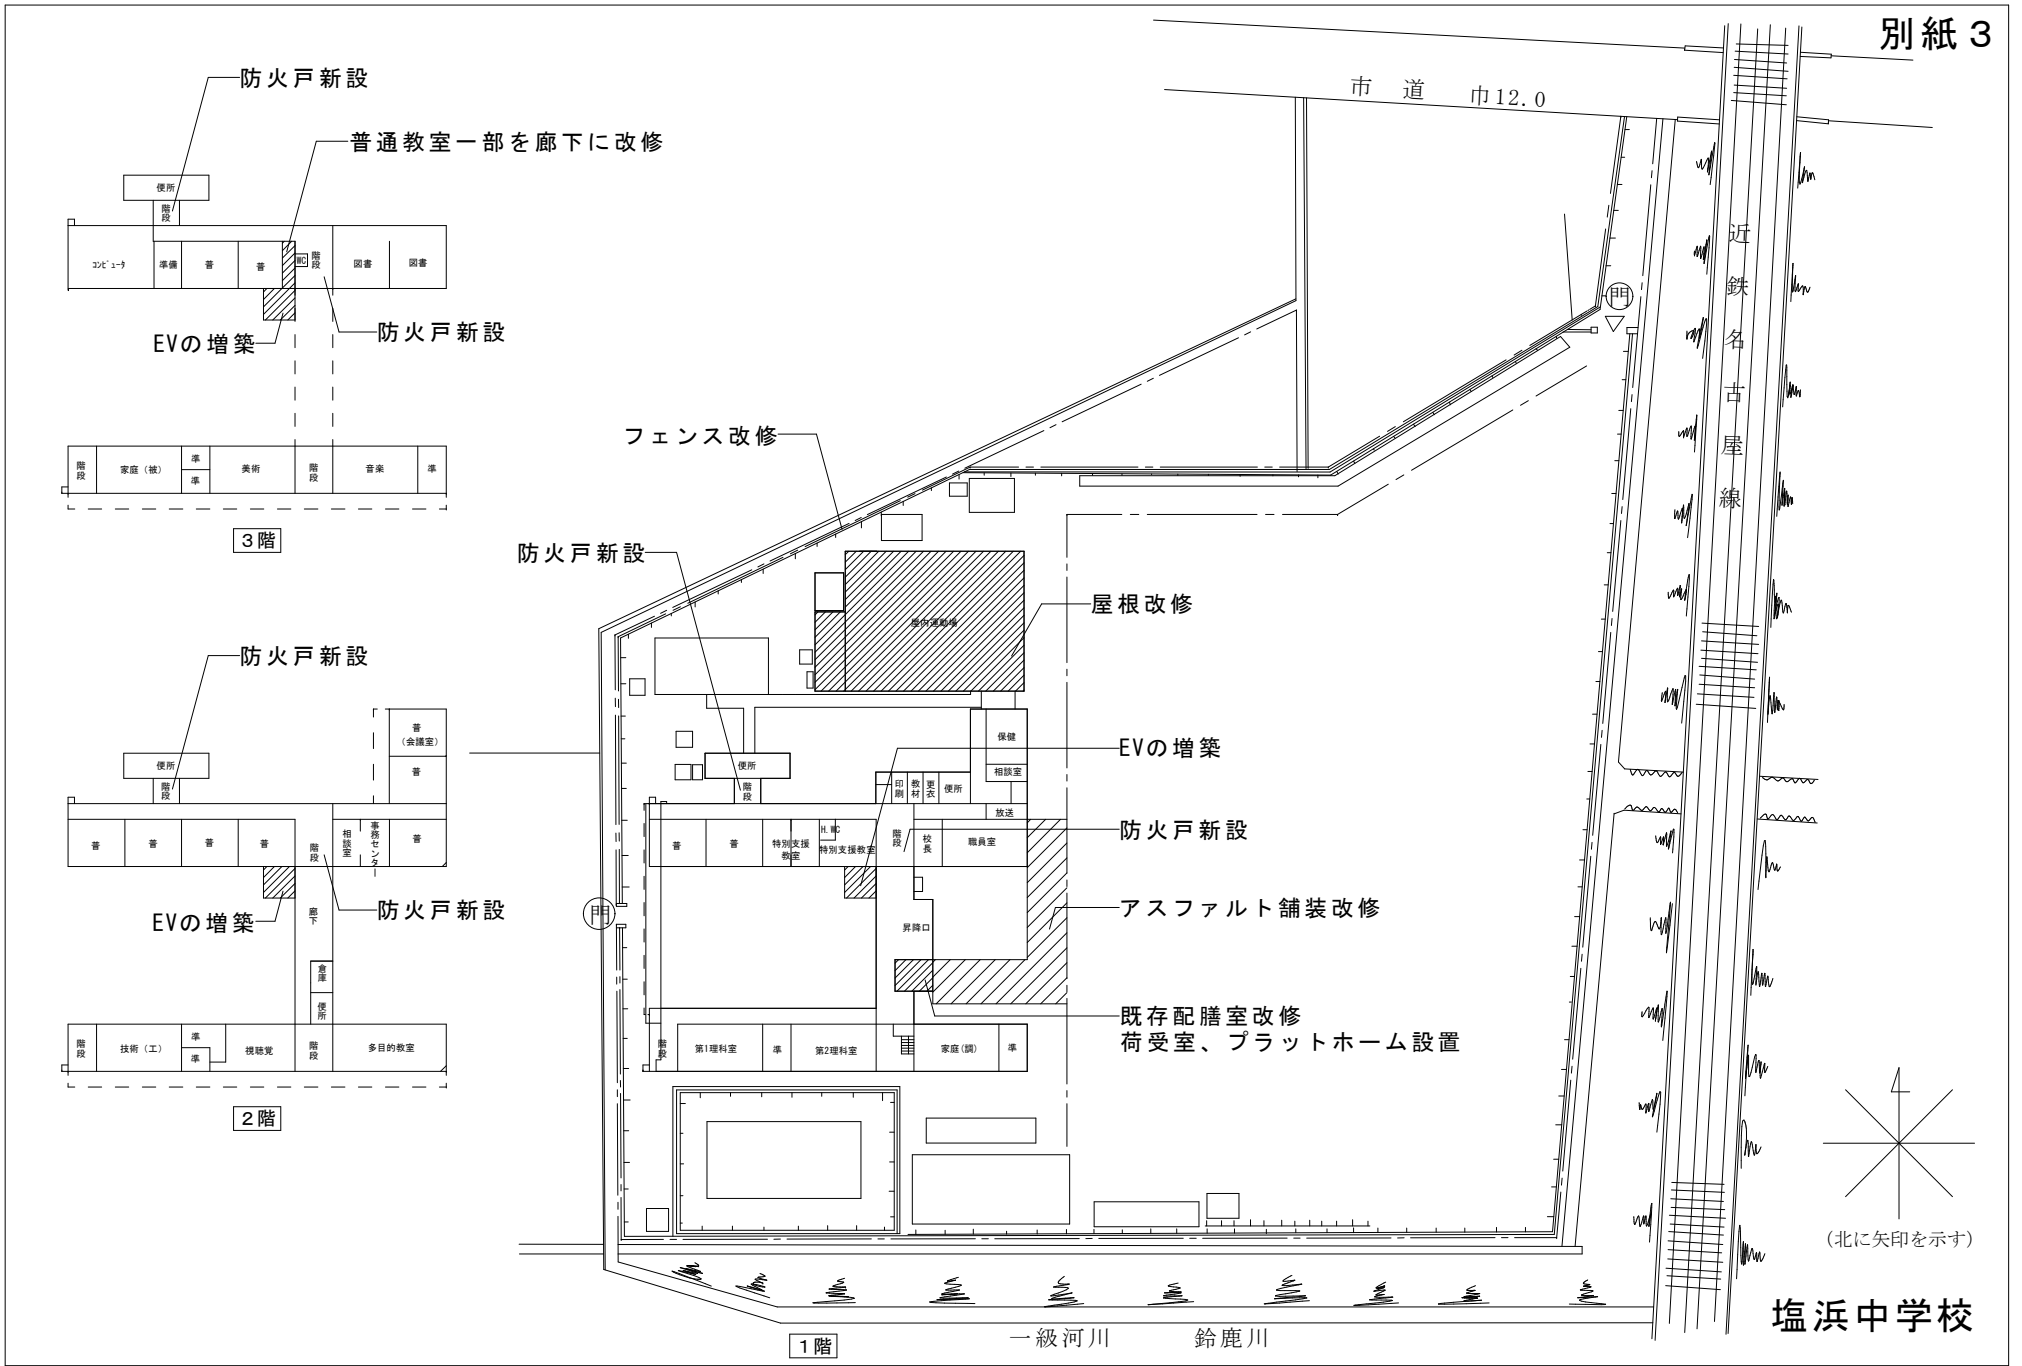 別紙３
市道 巾12.0
近鉄名古屋線
門
防火戸新設
普通教室一部を廊下に改修
便所
階段
コンピュータ
準備
普
普
WC
階段
図書
図書
EVの増築
防火戸新設
階段
家庭（被）
準
準
美術
階段
音楽
準
３階
フェンス改修
防火戸新設
屋根改修
屋内運動場
防火戸新設
便所
階段
普
（会議室）
普
普
普
普
普
階段
相談室
事務センター
普
EVの増築
廊下
防火戸新設
倉庫
便所
階段
技術（工）
準
準
視聴覚
階段
多目的教室
２階
保健
相談室
EVの増築
便所
階段
印刷
教材
更衣
便所
放送
普
普
特別支援
教室
H.WC
特別支援教室
階段
校長
職員室
防火戸新設
アスファルト舗装改修
門
昇降口
既存配膳室改修
荷受室、プラットホーム設置
階段
第1理科室
準
第2理科室
家庭(調)
準
(北に矢印を示す)
塩浜中学校
１階
一級河川 鈴鹿川